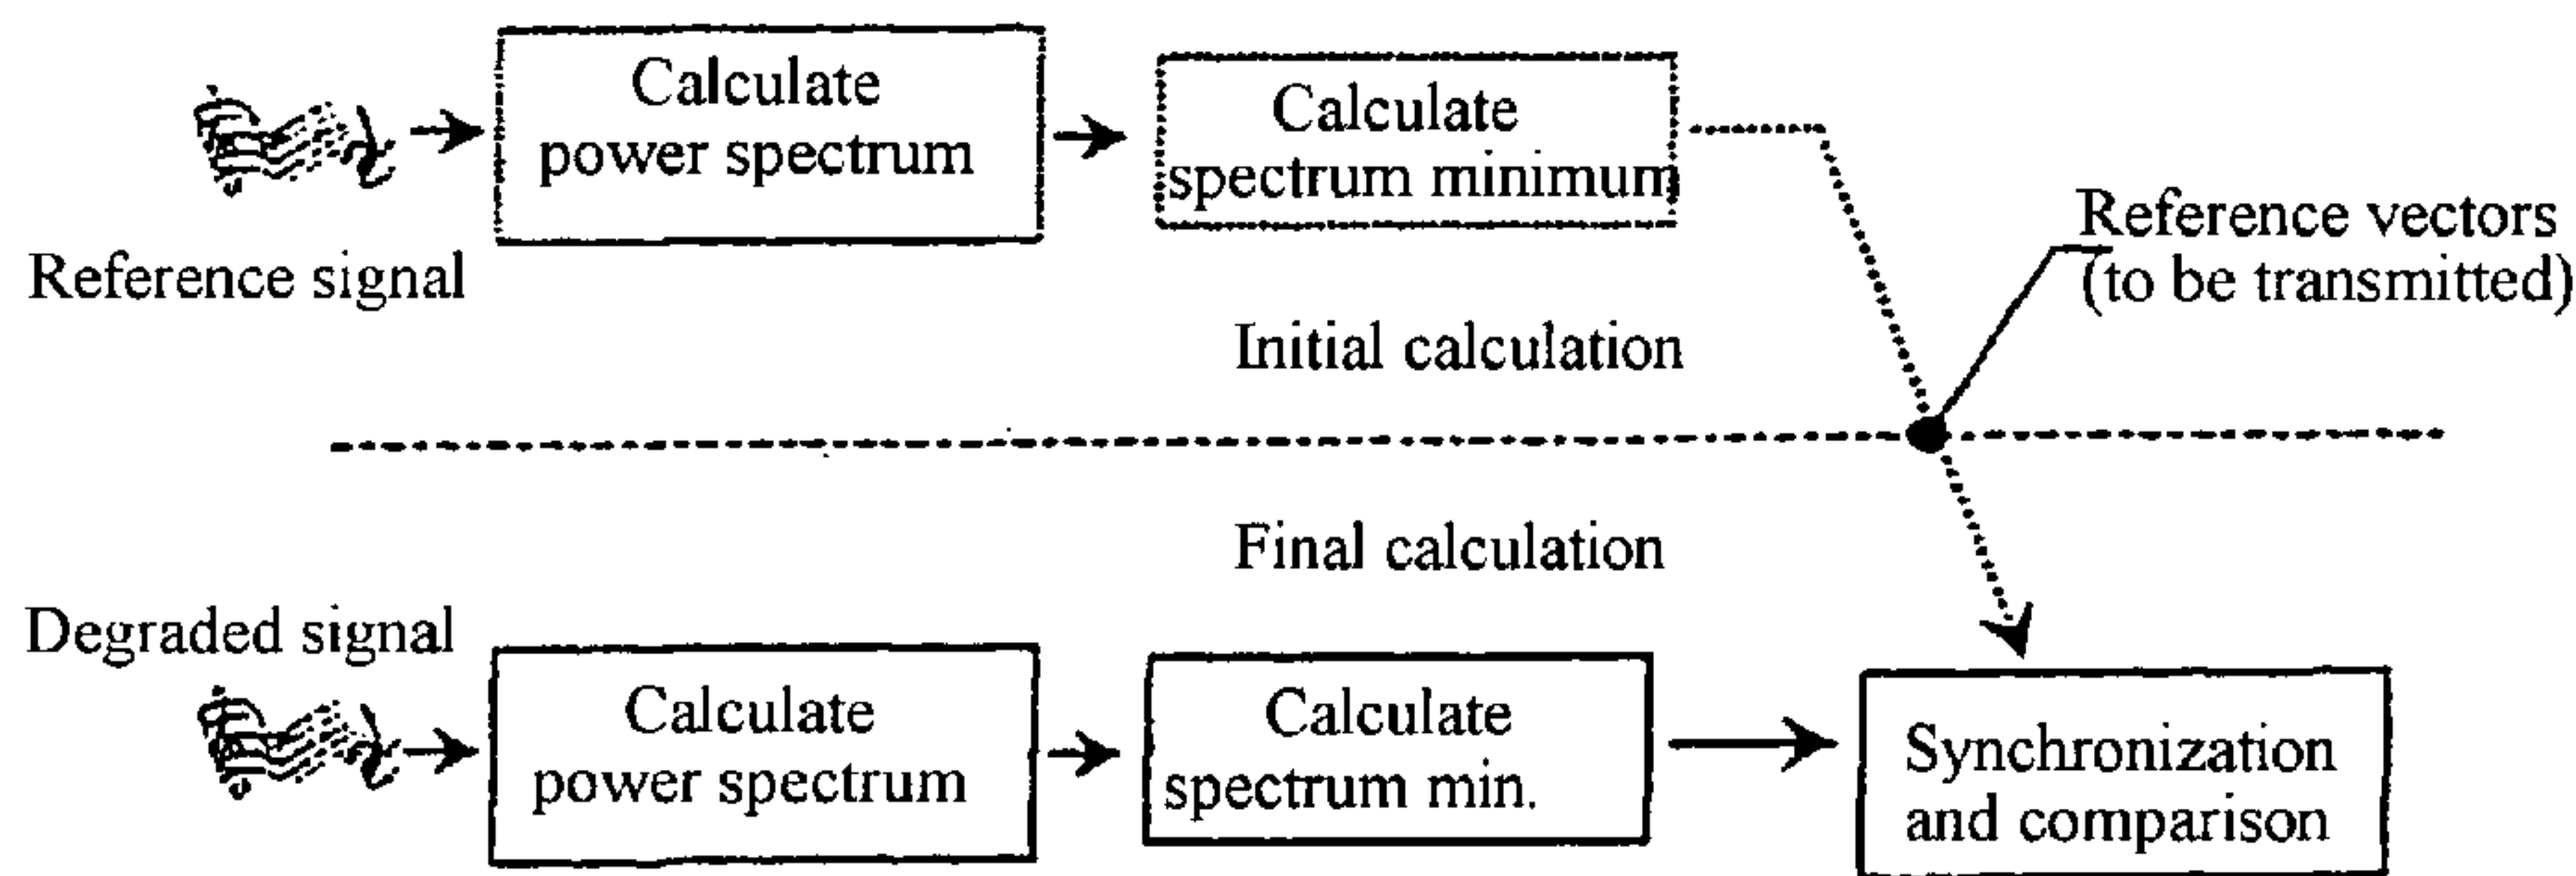 Calculate
power spectrum
Calculate
spectrum minimum
Reference signal
Reference vectors
(to be transmitted)
Initial calculation
Final calculation
Degraded signal
Calculate
power spectrum
Calculate
spectrum min.
Synchronization
and comparison